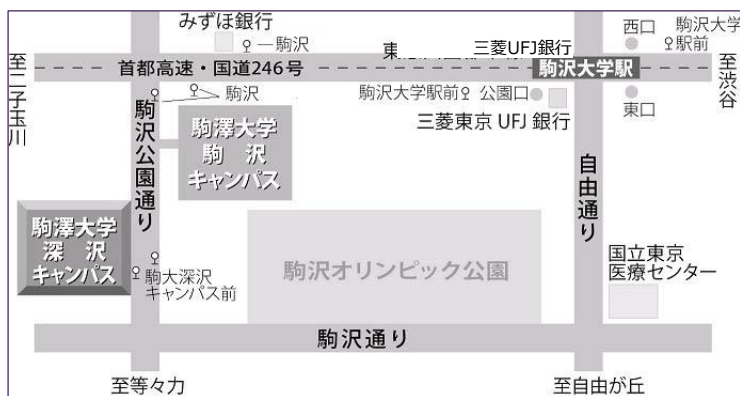 みずほ銀行
駒沢
東
三菱UFJ銀行
西口
駒沢大学
駅前
至二子玉川
首都高速・国道246号
駒沢大学駅
至渋谷
駒沢
駒沢大学駅前
公園口
三菱東京 UFJ 銀行
東口
駒沢公園通り
駒澤大学
駒 沢
キャンパス
自由通り
駒澤大学
深 沢
キャンパス
駒沢オリンピック公園
国立東京
医療センター
駒大深沢
キャンパス前
駒沢通り
至等々力
至自由が丘